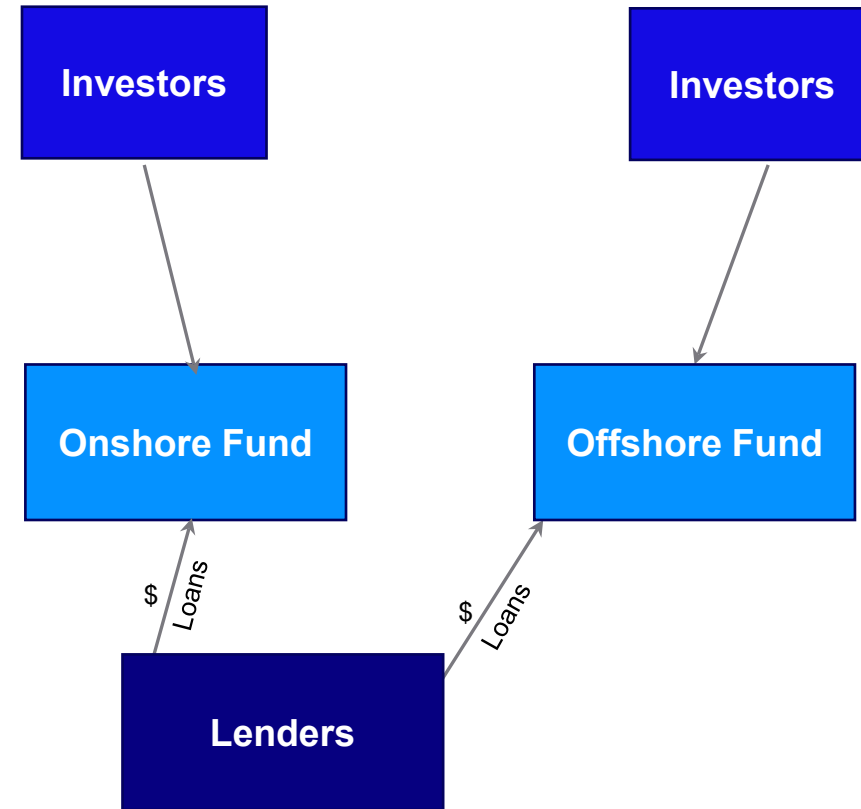 Investors
Investors
Onshore Fund
Offshore Fund
$
Loans
$
Loans
Lenders